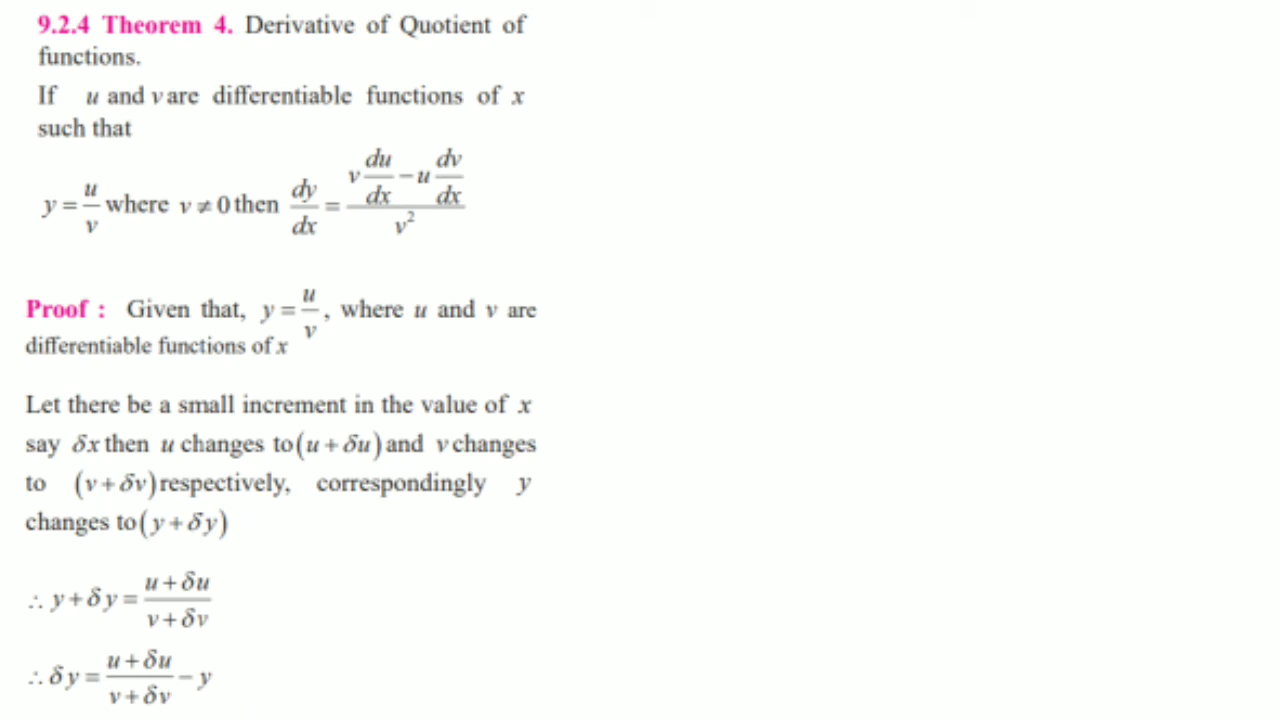 9.2.4 Theorem 4. Derivative of Quotient of
functions.
If u and v are differentiable functions of x
such that
y = u/v where v ≠ 0 then dy/dx = (v du/dx − u dv/dx)/v²
Proof : Given that, y = u/v, where u and v are
differentiable functions of x
Let there be a small increment in the value of x
say δx then u changes to (u + δu) and v changes
to (v + δv) respectively, correspondingly y
changes to (y + δy)
∴ y + δy = (u + δu)/(v + δv)
∴ δy = (u + δu)/(v + δv) − y